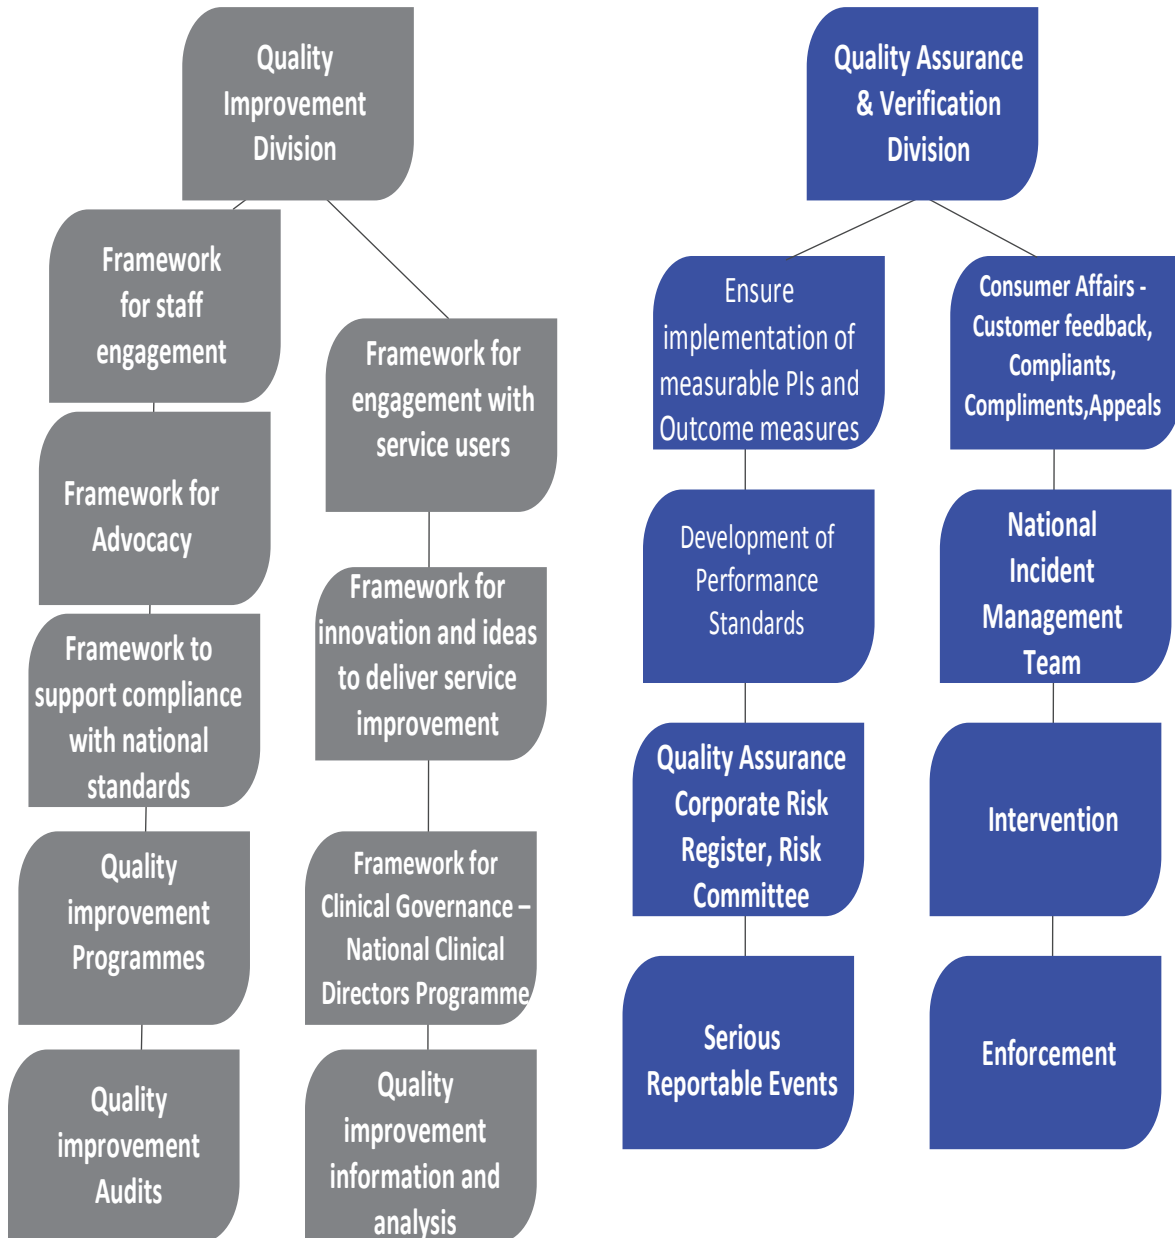 Quality
Improvement
Division
Framework
for staff
engagement
Framework for
Advocacy
Framework to
support compliance
with national
standards
Quality
improvement
Programmes
Quality
improvement
Audits
Framework for
engagement with
service users
Framework for
innovation and ideas
to deliver service
improvement
Framework for
Clinical Governance –
National Clinical
Directors Programme
Quality
improvement
information and
analysis
Quality Assurance
& Verification
Division
Ensure
implementation of
measurable PIs and
Outcome measures
Development of
Performance
Standards
Quality Assurance
Corporate Risk
Register, Risk
Committee
Serious
Reportable Events
Consumer Affairs -
Customer feedback,
Compliants,
Compliments,Appeals
National
Incident
Management
Team
Intervention
Enforcement